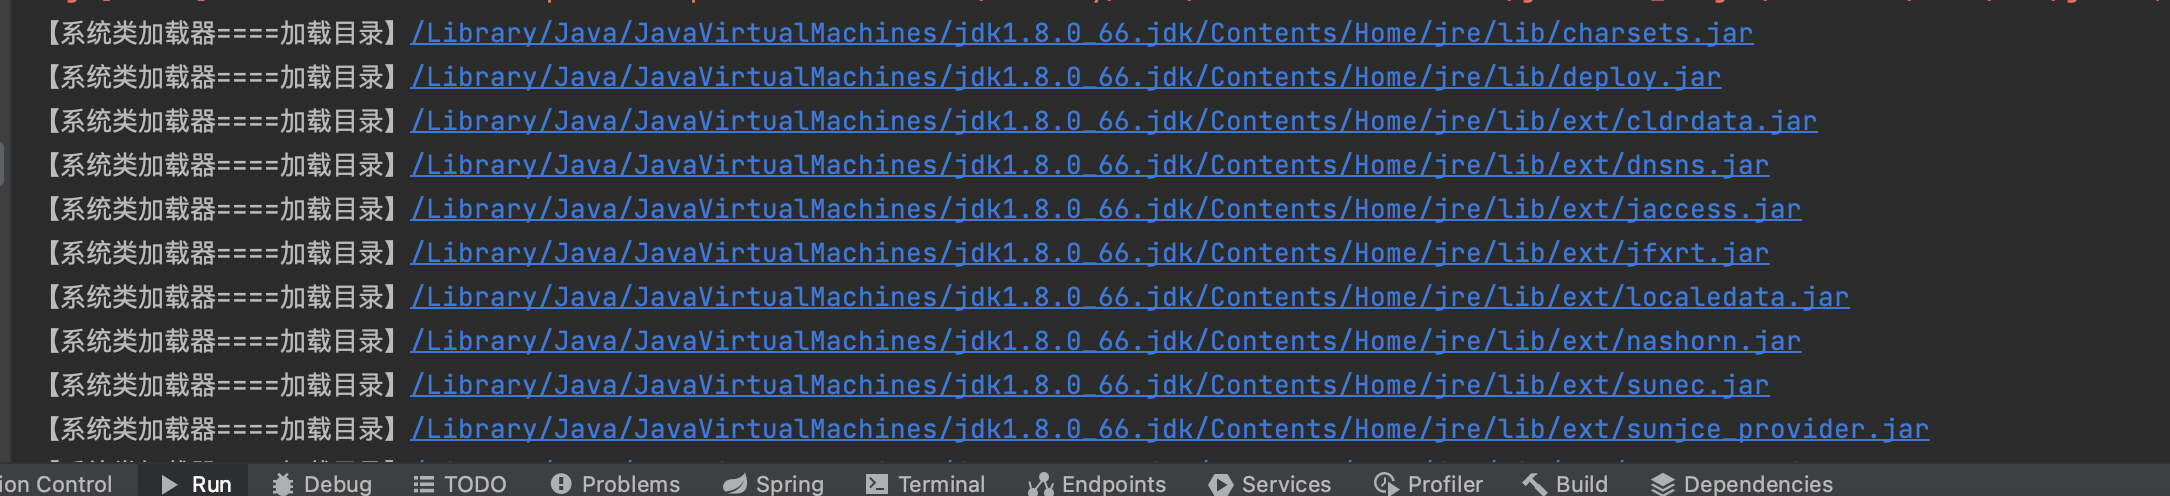 【系统类加载器====加载目录】/Library/Java/JavaVirtualMachines/jdk1.8.0_66.jdk/Contents/Home/jre/lib/charsets.jar
【系统类加载器====加载目录】/Library/Java/JavaVirtualMachines/jdk1.8.0_66.jdk/Contents/Home/jre/lib/deploy.jar
【系统类加载器====加载目录】/Library/Java/JavaVirtualMachines/jdk1.8.0_66.jdk/Contents/Home/jre/lib/ext/cldrdata.jar
【系统类加载器====加载目录】/Library/Java/JavaVirtualMachines/jdk1.8.0_66.jdk/Contents/Home/jre/lib/ext/dnsns.jar
【系统类加载器====加载目录】/Library/Java/JavaVirtualMachines/jdk1.8.0_66.jdk/Contents/Home/jre/lib/ext/jaccess.jar
【系统类加载器====加载目录】/Library/Java/JavaVirtualMachines/jdk1.8.0_66.jdk/Contents/Home/jre/lib/ext/jfxrt.jar
【系统类加载器====加载目录】/Library/Java/JavaVirtualMachines/jdk1.8.0_66.jdk/Contents/Home/jre/lib/ext/localedata.jar
【系统类加载器====加载目录】/Library/Java/JavaVirtualMachines/jdk1.8.0_66.jdk/Contents/Home/jre/lib/ext/nashorn.jar
【系统类加载器====加载目录】/Library/Java/JavaVirtualMachines/jdk1.8.0_66.jdk/Contents/Home/jre/lib/ext/sunec.jar
【系统类加载器====加载目录】/Library/Java/JavaVirtualMachines/jdk1.8.0_66.jdk/Contents/Home/jre/lib/ext/sunjce_provider.jar
ion Control Run Debug TODO Problems Spring Terminal Endpoints Services Profiler Build Dependencies